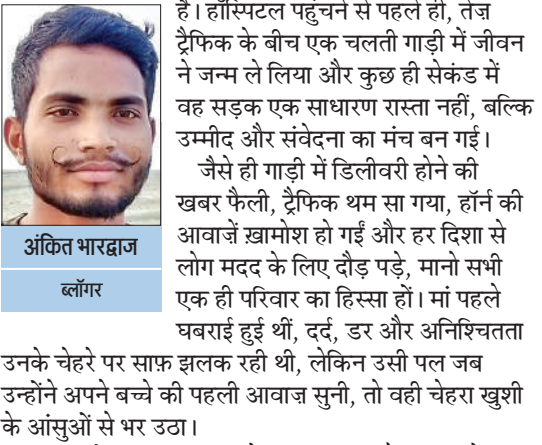 है। हॉस्पिटल पहुंचने से पहले ही, तेज़
ट्रैफिक के बीच एक चलती गाड़ी में जीवन
ने जन्म ले लिया और कुछ ही सेकंड में
वह सड़क एक साधारण रास्ता नहीं, बल्कि
उम्मीद और संवेदना का मंच बन गई।
जैसे ही गाड़ी में डिलीवरी होने की
खबर फैली, ट्रैफिक थम सा गया, हॉर्न की
आवाजें ख़ामोश हो गईं और हर दिशा से
लोग मदद के लिए दौड़ पड़े, मानो सभी
एक ही परिवार का हिस्सा हों। मां पहले
घबराई हुई थीं, दर्द, डर और अनिश्चितता
उनके चेहरे पर साफ़ झलक रही थी, लेकिन उसी पल जब
उन्होंने अपने बच्चे की पहली आवाज़ सुनी, तो वही चेहरा खुशी
के आंसुओं से भर उठा।
अंकित भारद्वाज
ब्लॉगर